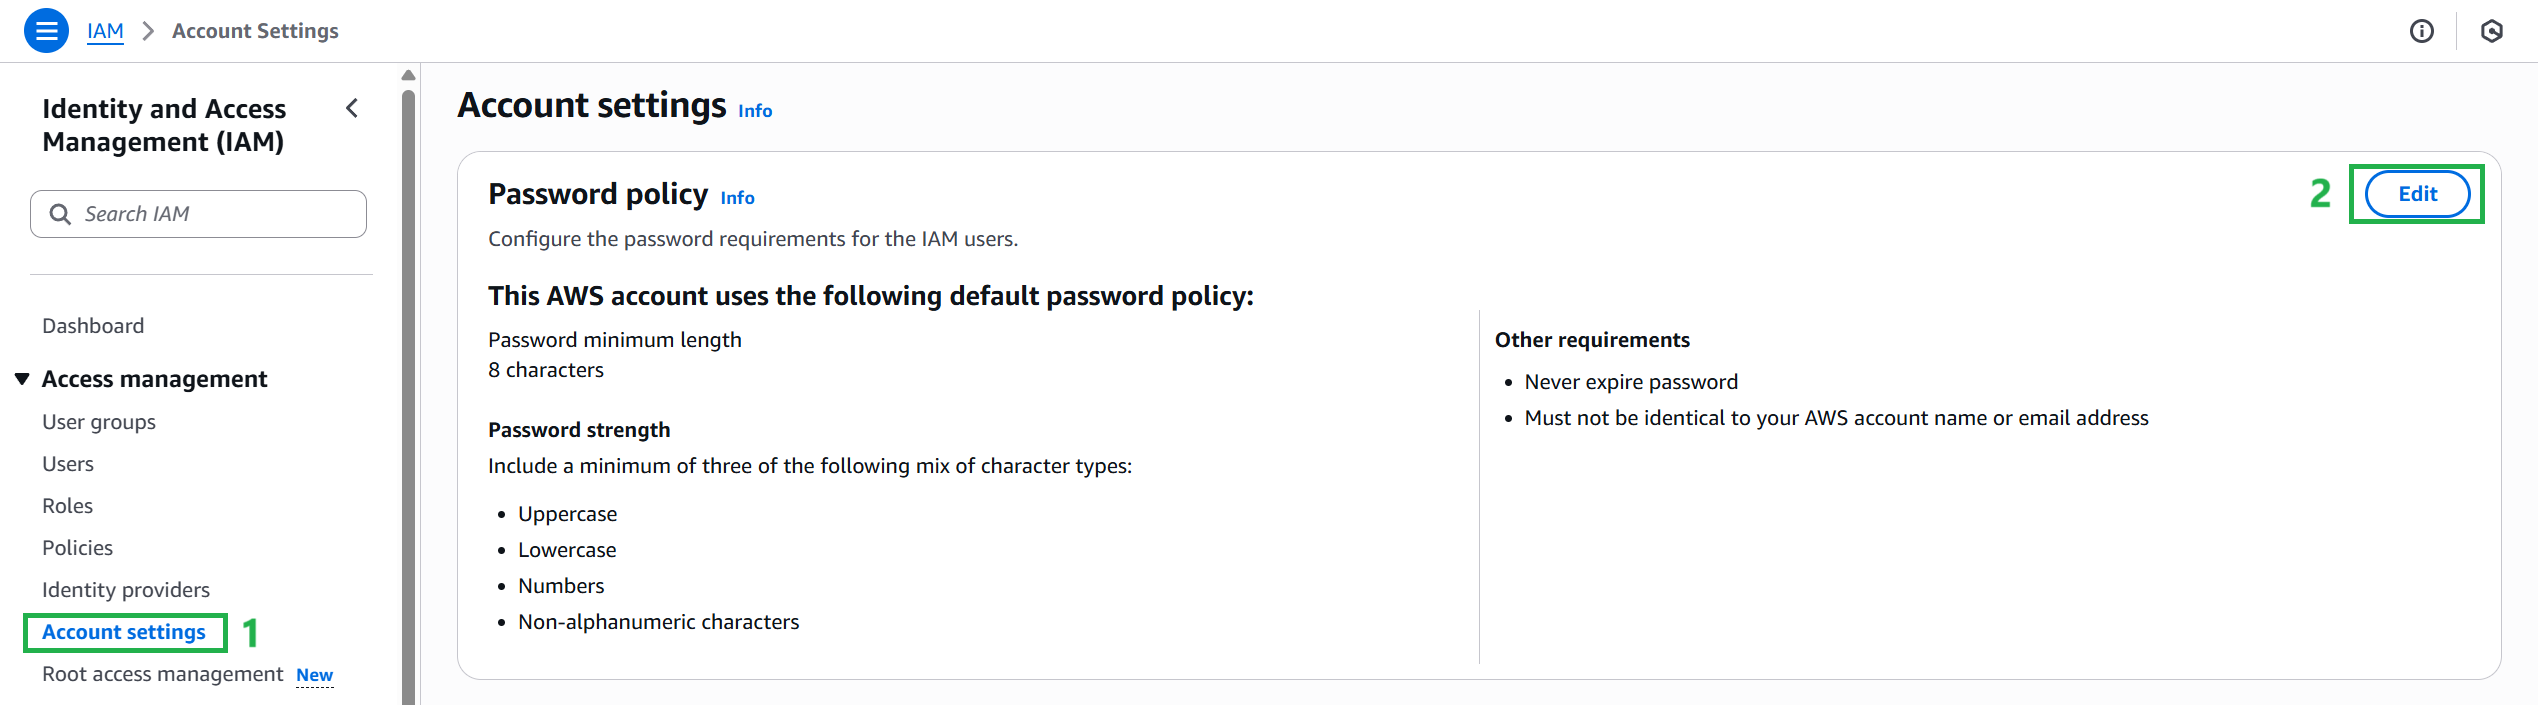 IAM > Account Settings
Identity and Access
Management (IAM)
Search IAM
Dashboard
Access management
User groups
Users
Roles
Policies
Identity providers
Account settings 1
Root access management New
Account settings Info
Password policy Info
2 Edit
Configure the password requirements for the IAM users.
This AWS account uses the following default password policy:
Password minimum length
8 characters
Password strength
Include a minimum of three of the following mix of character types:
• Uppercase
• Lowercase
• Numbers
• Non-alphanumeric characters
Other requirements
• Never expire password
• Must not be identical to your AWS account name or email address